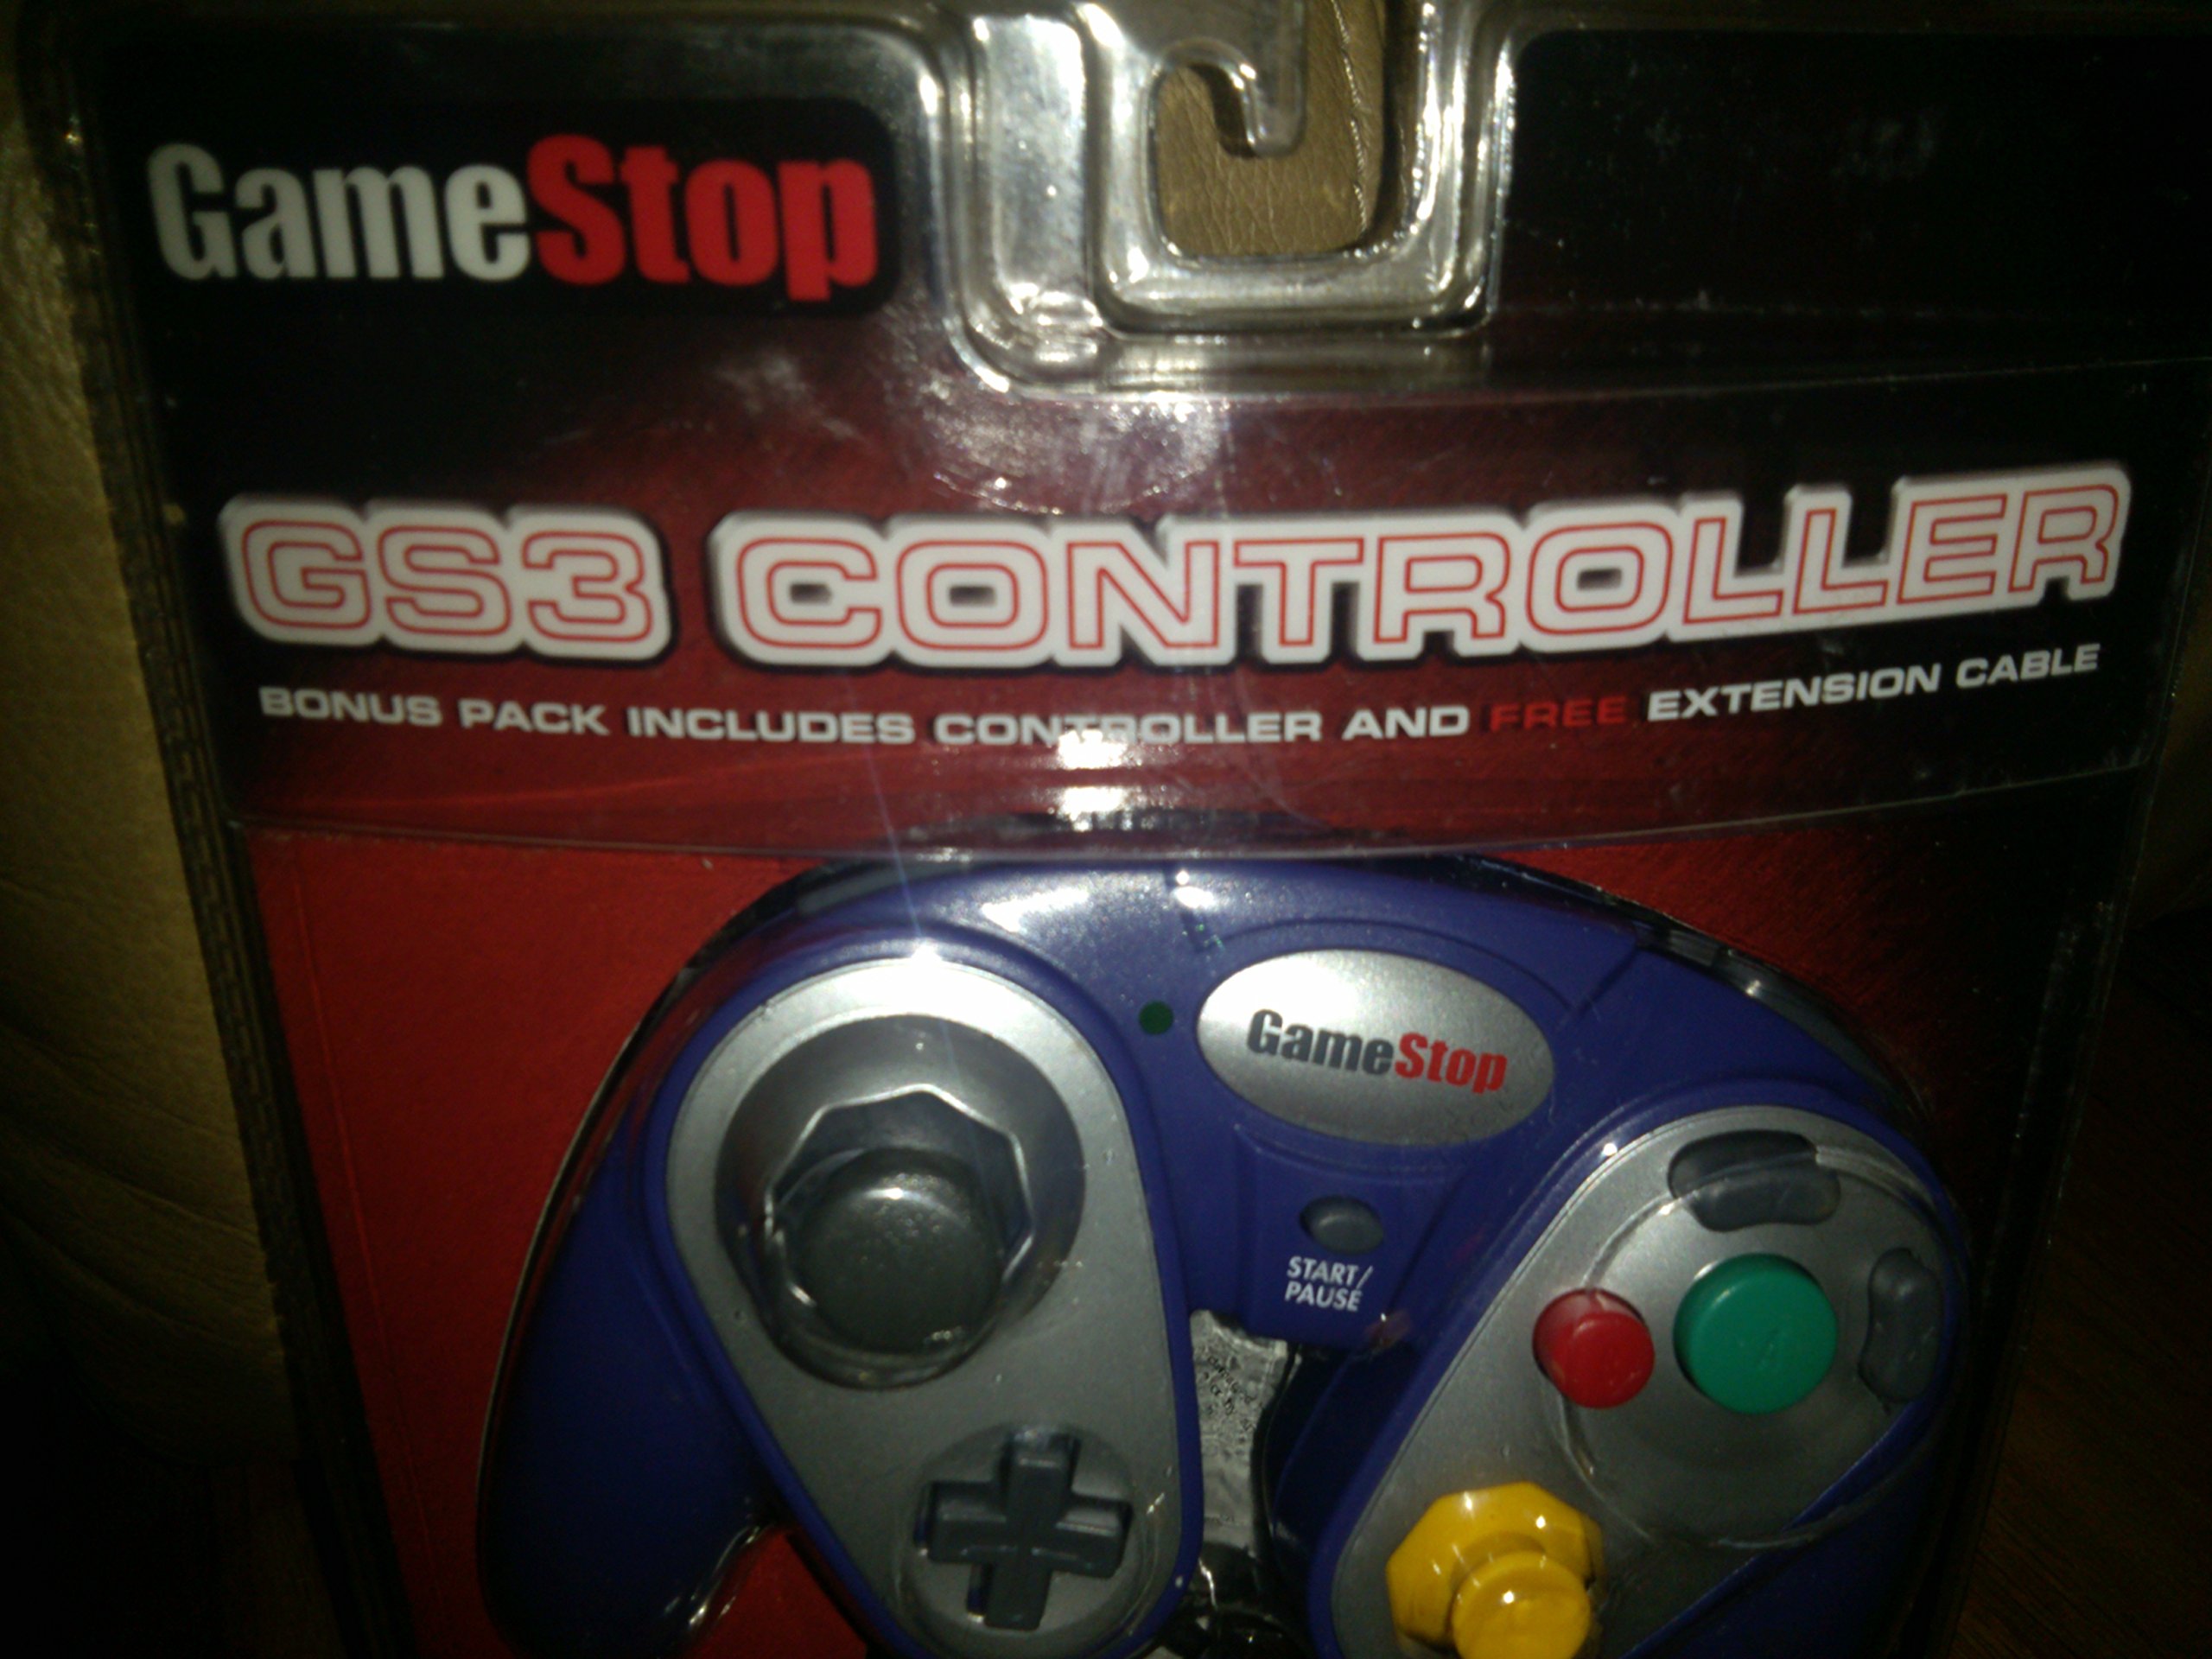 GameStop
GS3 CONTROLLER
BONUS PACK INCLUDES CONTROLLER AND FREE EXTENSION CABLE
GameStop
START/
PAUSE
A